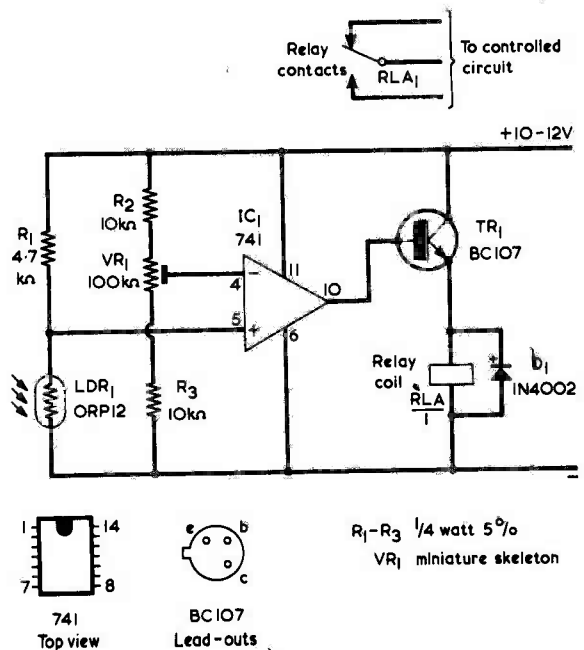 Relay
contacts
RLA1
To controlled
circuit
+10-12V
R1
4·7
kΩ
R2
10kΩ
VR1
100kΩ
IC1
741
4
5
11
10
6
TR1
BC107
LDR1
ORP12
R3
10kΩ
Relay
coil
RLA
1
+
D1
1N4002
−
+
−
1
14
7
8
741
Top view
e
b
c
BC107
Lead-outs
R1-R3 1/4 watt 5%
VR1 miniature skeleton